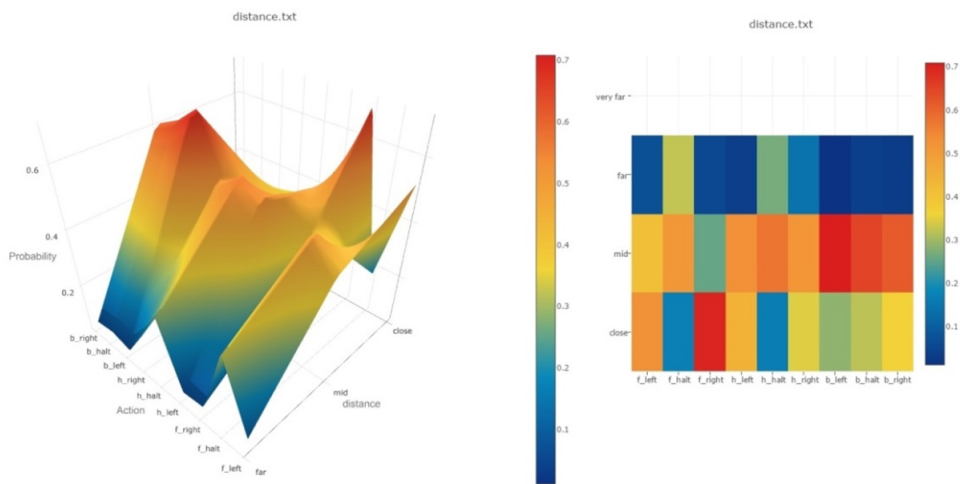 distance.txt
0.6
0.4
0.2
Probability
b_right
b_halt
b_left
h_right
h_halt
h_left
f_right
f_halt
f_left
Action
far
mid
close
distance
0.7
0.6
0.5
0.4
0.3
0.2
0.1
distance.txt
very far
far
mid
close
f_left f_halt f_right h_left h_halt h_right b_left b_halt b_right
0.7
0.6
0.5
0.4
0.3
0.2
0.1